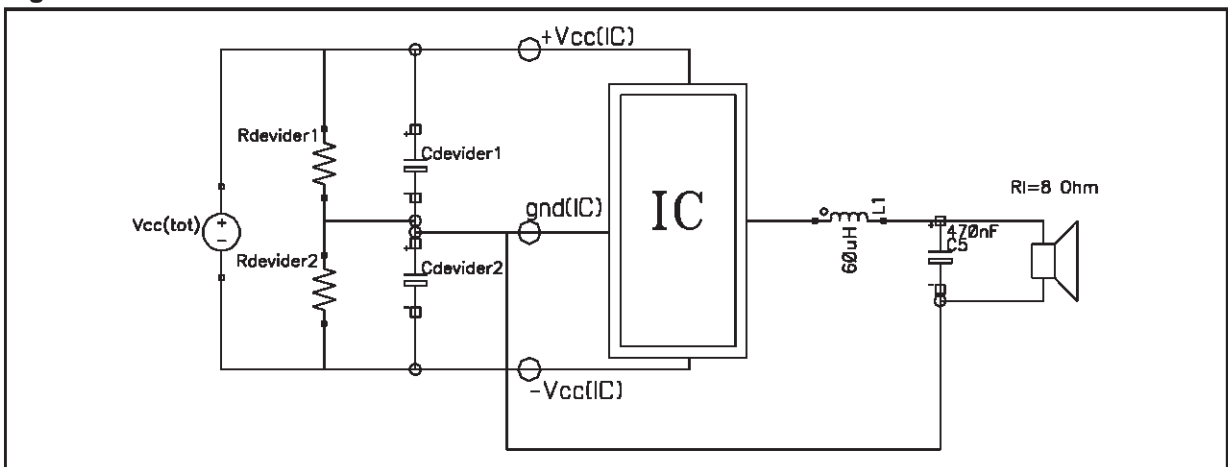 +Vcc(IC)
Rdevider1
Cdevider1
Vcc(tot)
+
−
gnd(IC)
IC
Rl=8 Ohm
L1
60uH
470nF
C5
Rdevider2
Cdevider2
-Vcc(IC)